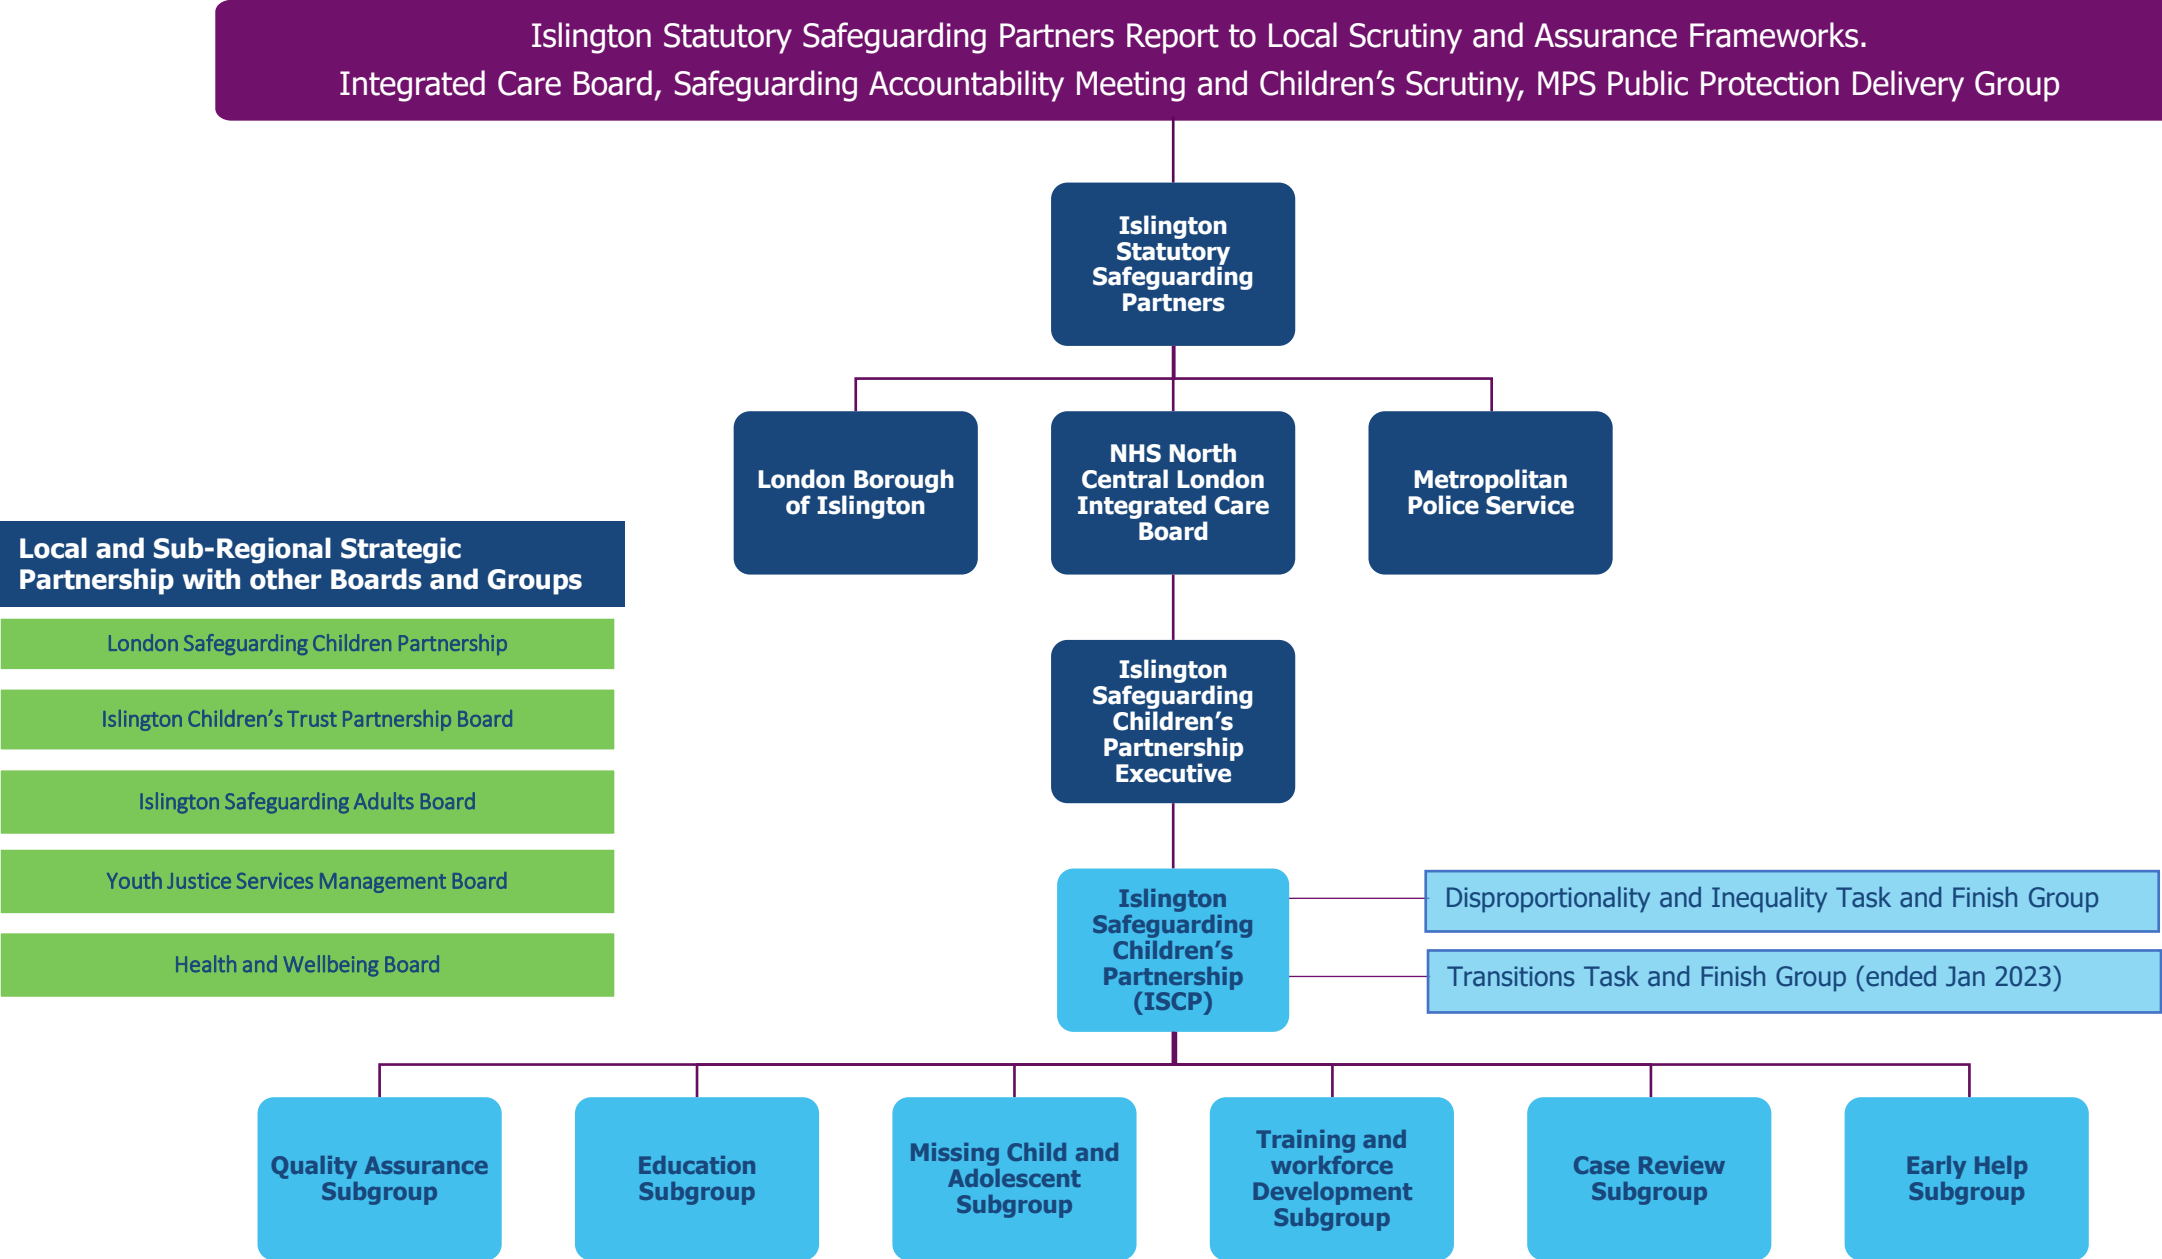 Islington Statutory Safeguarding Partners Report to Local Scrutiny and Assurance Frameworks.
Integrated Care Board, Safeguarding Accountability Meeting and Children’s Scrutiny, MPS Public Protection Delivery Group
Islington
Statutory
Safeguarding
Partners
London Borough
of Islington
NHS North
Central London
Integrated Care
Board
Metropolitan
Police Service
Local and Sub-Regional Strategic
Partnership with other Boards and Groups
London Safeguarding Children Partnership
Islington Children’s Trust Partnership Board
Islington Safeguarding Adults Board
Youth Justice Services Management Board
Health and Wellbeing Board
Islington
Safeguarding
Children’s
Partnership
Executive
Islington
Safeguarding
Children’s
Partnership
(ISCP)
Disproportionality and Inequality Task and Finish Group
Transitions Task and Finish Group (ended Jan 2023)
Quality Assurance
Subgroup
Education
Subgroup
Missing Child and
Adolescent
Subgroup
Training and
workforce
Development
Subgroup
Case Review
Subgroup
Early Help
Subgroup